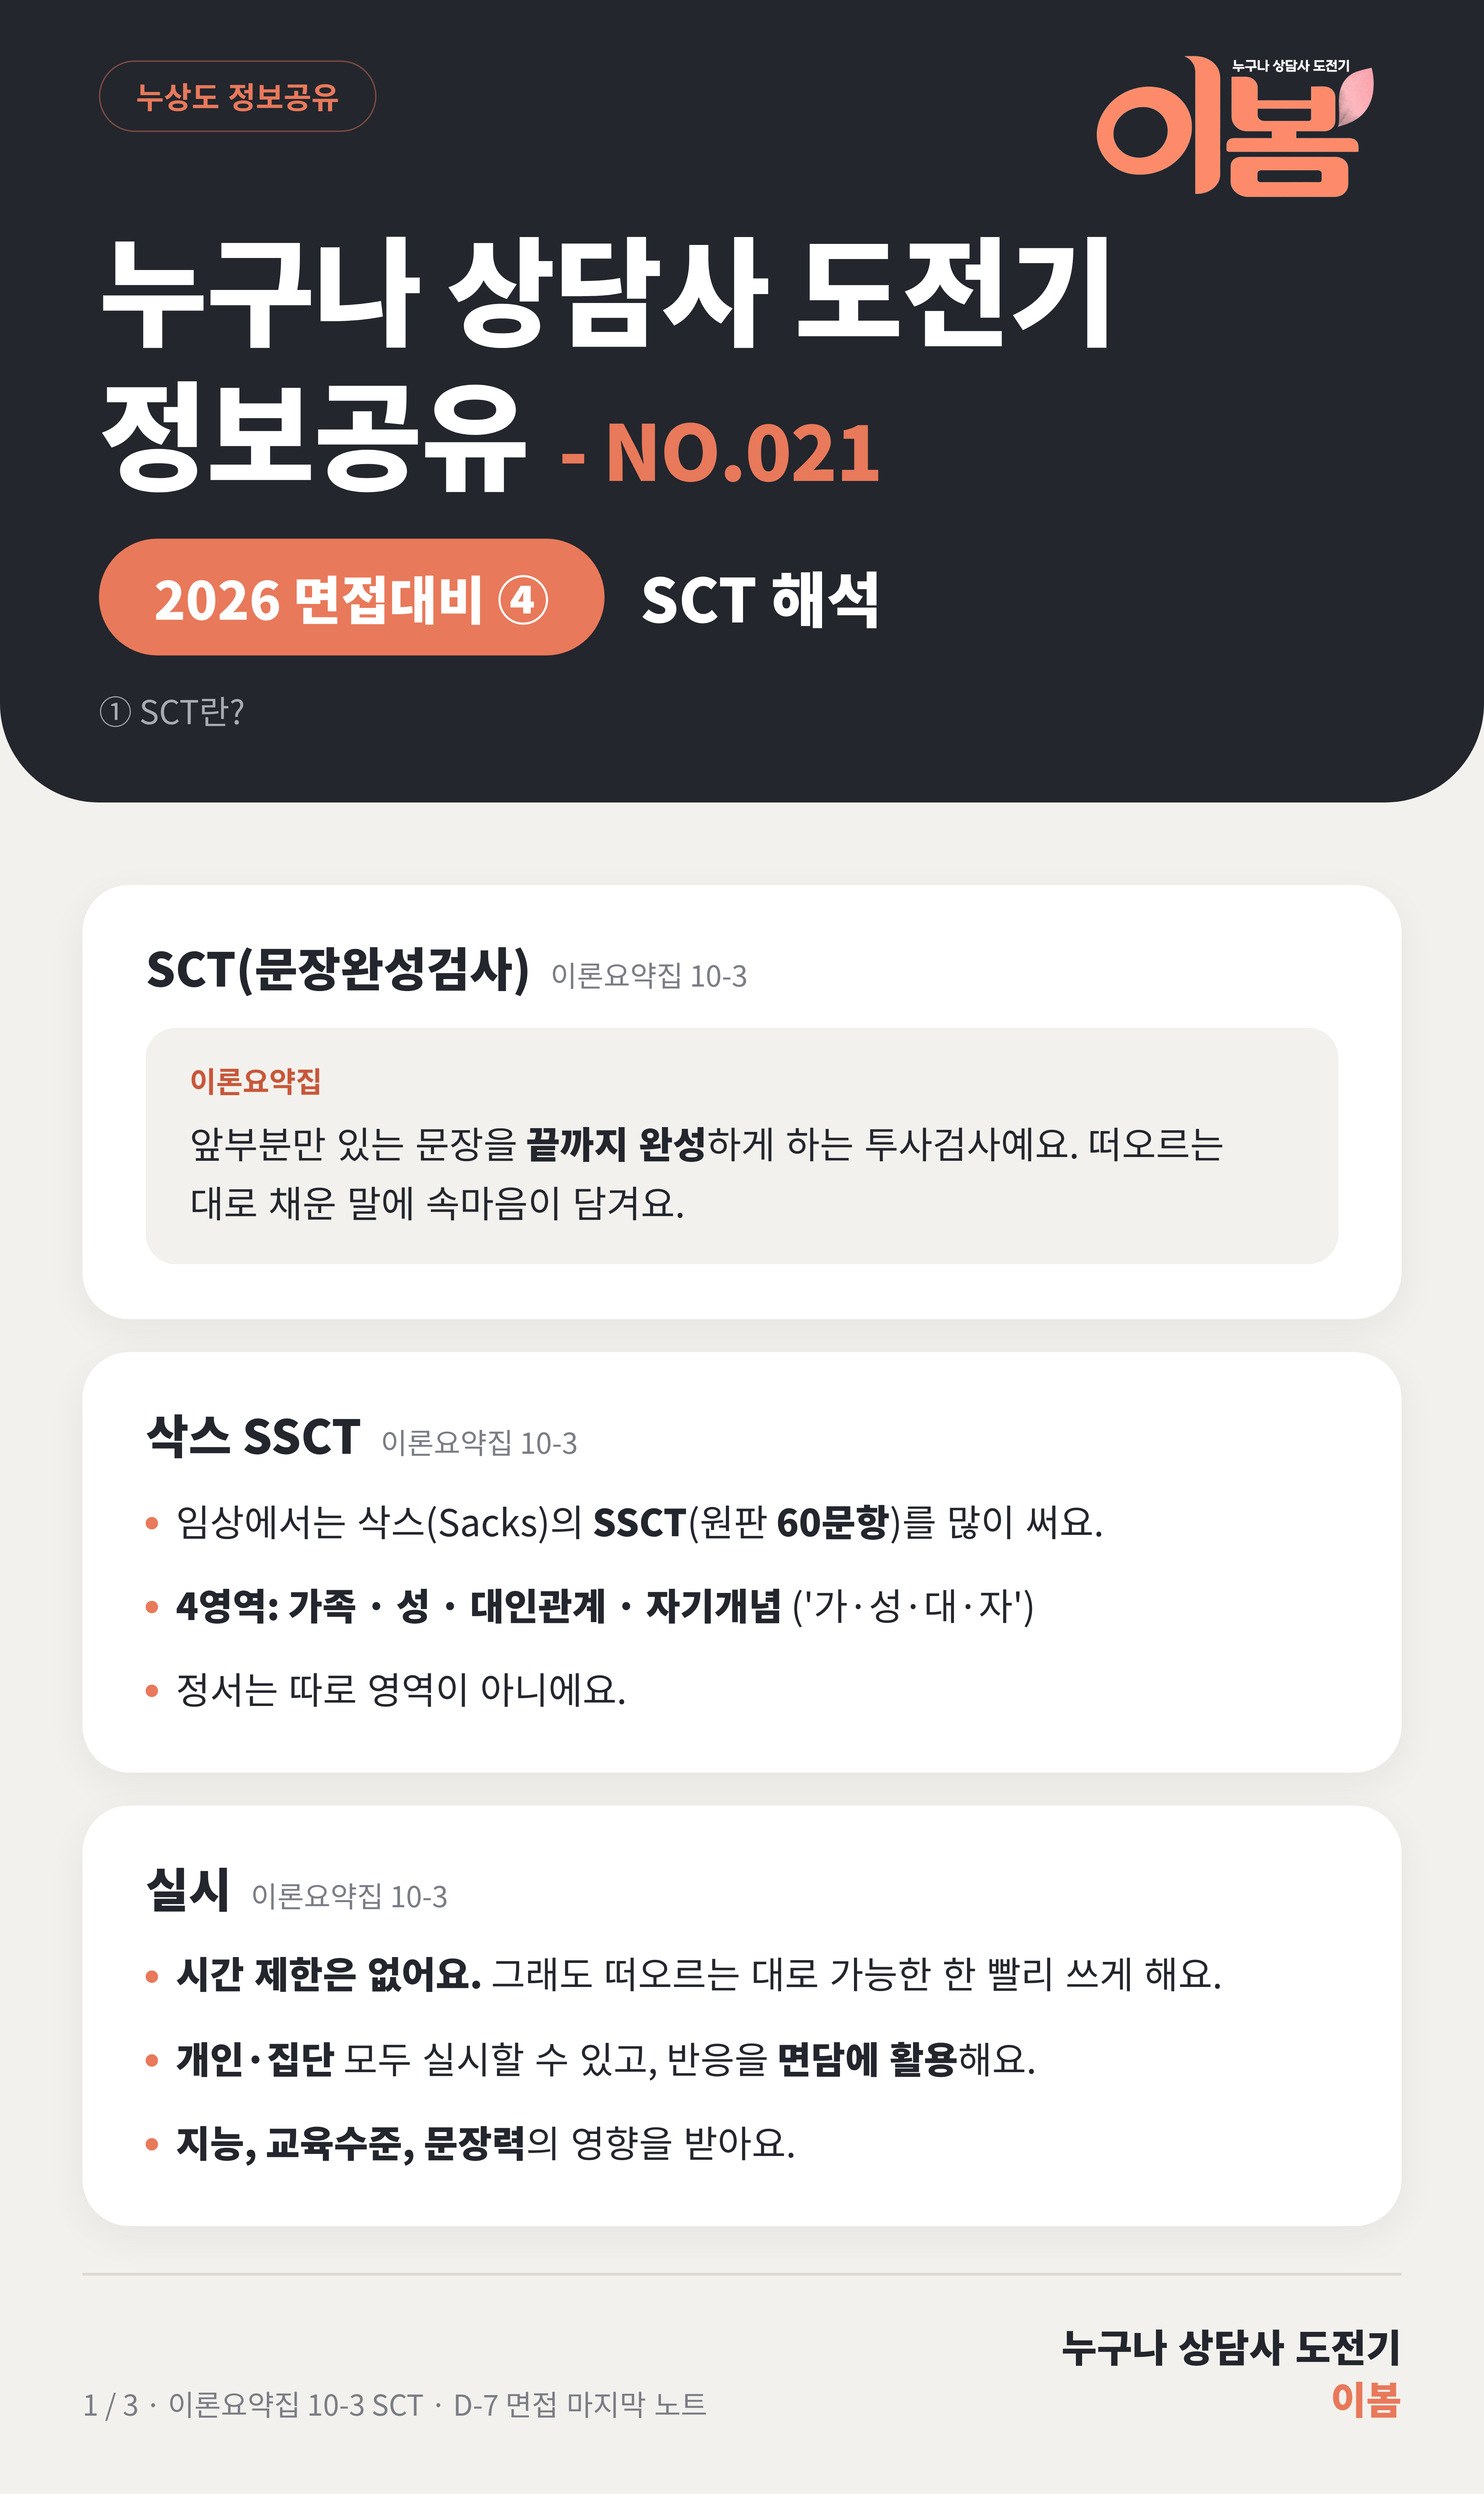 누상도 정보공유
누구나 상담사 도전기
이봄
누구나 상담사 도전기
정보공유 - NO.021
2026 면접대비 ④ SCT 해석
① SCT란?
SCT(문장완성검사) 이론요약집 10-3
이론요약집
앞부분만 있는 문장을 끝까지 완성하게 하는 투사검사예요. 떠오르는
대로 채운 말에 속마음이 담겨요.
삭스 SSCT 이론요약집 10-3
• 임상에서는 삭스(Sacks)의 SSCT(원판 60문항)를 많이 써요.
• 4영역: 가족 · 성 · 대인관계 · 자기개념 ('가·성·대·자')
• 정서는 따로 영역이 아니에요.
실시 이론요약집 10-3
• 시간 제한은 없어요. 그래도 떠오르는 대로 가능한 한 빨리 쓰게 해요.
• 개인·집단 모두 실시할 수 있고, 반응을 면담에 활용해요.
• 지능, 교육수준, 문장력의 영향을 받아요.
누구나 상담사 도전기
1 / 3 · 이론요약집 10-3 SCT · D-7 면접 마지막 노트
이봄